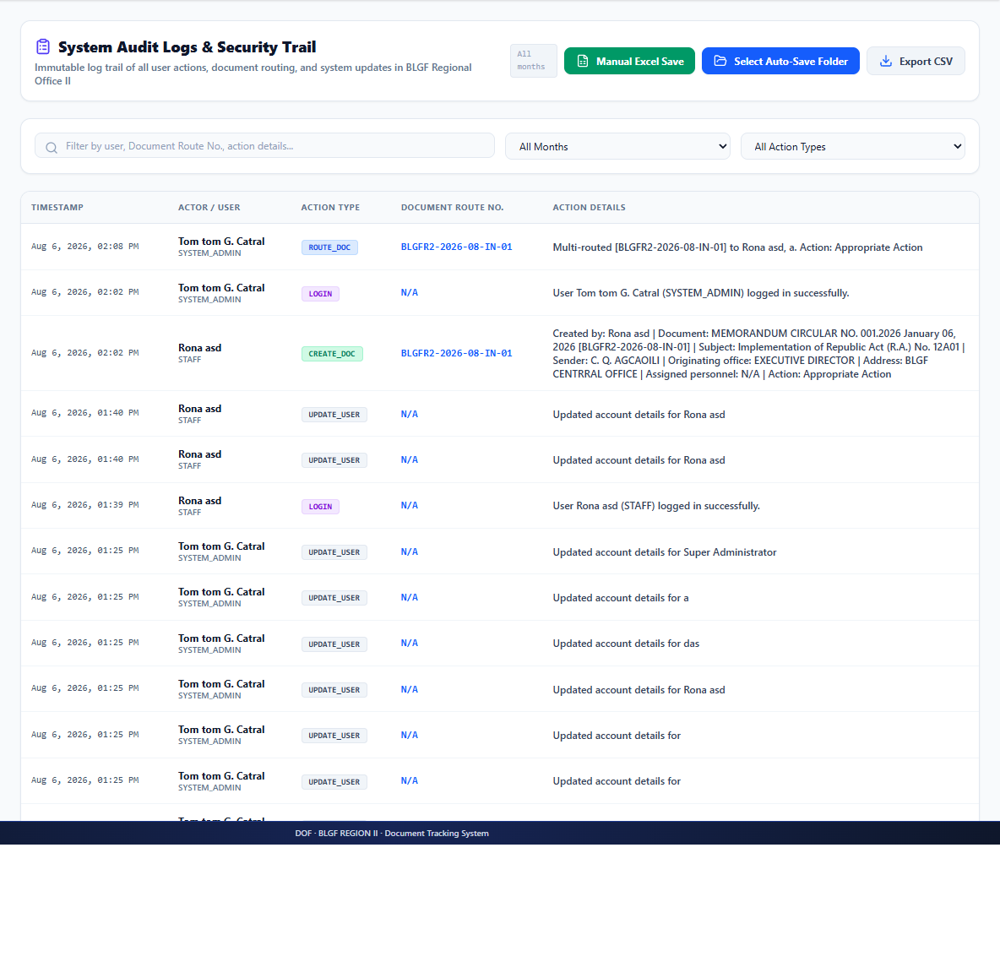 System Audit Logs & Security Trail
Immutable log trail of all user actions, document routing, and system updates in BLGF Regional
Office II
All
months
Manual Excel Save
Select Auto-Save Folder
Export CSV
Filter by user, Document Route No., action details...
All Months
All Action Types
TIMESTAMP ACTOR / USER ACTION TYPE DOCUMENT ROUTE NO. ACTION DETAILS
Aug 6, 2026, 02:08 PM Tom tom G. Catral ROUTE_DOC BLGFR2-2026-08-IN-01 Multi-routed [BLGFR2-2026-08-IN-01] to Rona asd, a. Action: Appropriate Action
SYSTEM_ADMIN
Aug 6, 2026, 02:02 PM Tom tom G. Catral LOGIN N/A User Tom tom G. Catral (SYSTEM_ADMIN) logged in successfully.
SYSTEM_ADMIN
Aug 6, 2026, 02:02 PM Rona asd CREATE_DOC BLGFR2-2026-08-IN-01
STAFF
Created by: Rona asd | Document: MEMORANDUM CIRCULAR NO. 001.2026 January 06,
2026 [BLGFR2-2026-08-IN-01] | Subject: Implementation of Republic Act (R.A.) No. 12A01 |
Sender: C. Q. AGCAOILI | Originating office: EXECUTIVE DIRECTOR | Address: BLGF
CENTRRAL OFFICE | Assigned personnel: N/A | Action: Appropriate Action
Aug 6, 2026, 01:40 PM Rona asd UPDATE_USER N/A Updated account details for Rona asd
STAFF
Aug 6, 2026, 01:40 PM Rona asd UPDATE_USER N/A Updated account details for Rona asd
STAFF
Aug 6, 2026, 01:39 PM Rona asd LOGIN N/A User Rona asd (STAFF) logged in successfully.
STAFF
Aug 6, 2026, 01:25 PM Tom tom G. Catral UPDATE_USER N/A Updated account details for Super Administrator
SYSTEM_ADMIN
Aug 6, 2026, 01:25 PM Tom tom G. Catral UPDATE_USER N/A Updated account details for a
SYSTEM_ADMIN
Aug 6, 2026, 01:25 PM Tom tom G. Catral UPDATE_USER N/A Updated account details for das
SYSTEM_ADMIN
Aug 6, 2026, 01:25 PM Tom tom G. Catral UPDATE_USER N/A Updated account details for Rona asd
SYSTEM_ADMIN
Aug 6, 2026, 01:25 PM Tom tom G. Catral UPDATE_USER N/A Updated account details for
SYSTEM_ADMIN
Aug 6, 2026, 01:25 PM Tom tom G. Catral UPDATE_USER N/A Updated account details for
SYSTEM_ADMIN
DOF · BLGF REGION II · Document Tracking System